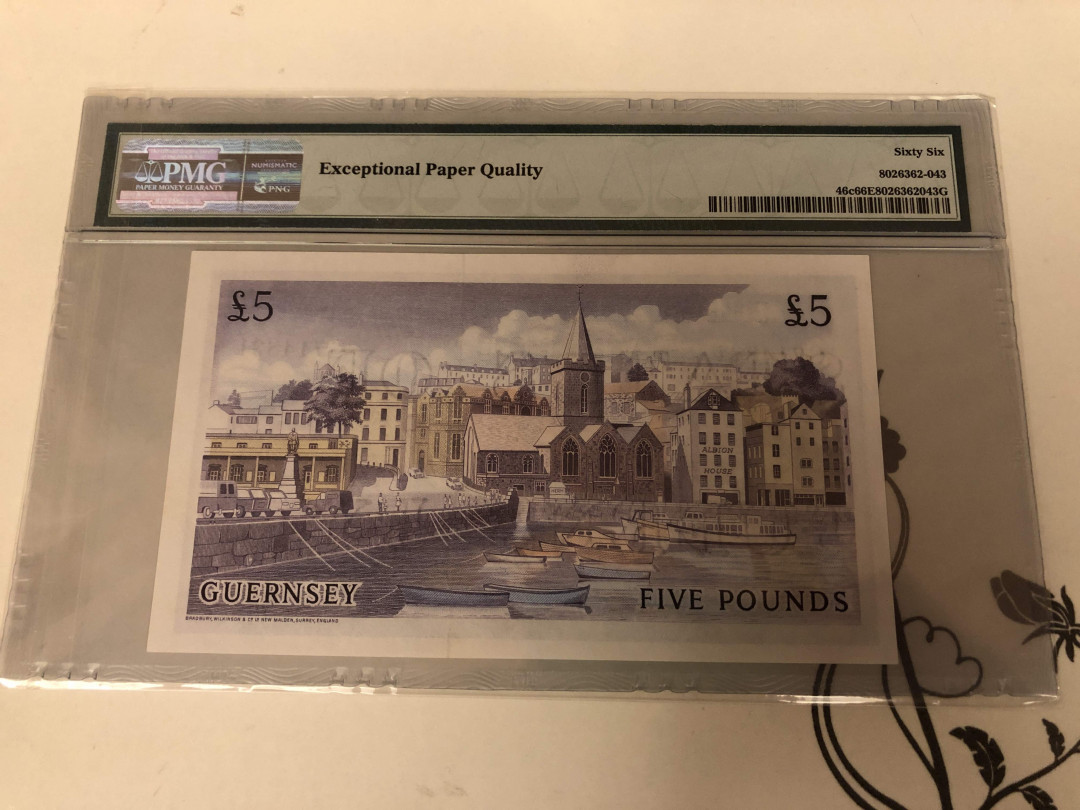 PMG
PAPER MONEY GUARANTY
NUMISMATIC
PNG
Exceptional Paper Quality
Sixty Six
8026362-043
46c66E8026362043G
£5
£5
ALBION
HOUSE
GUERNSEY
FIVE POUNDS
BRADBURY, WILKINSON & Cº Lᵈ NEW MALDEN, SURREY, ENGLAND